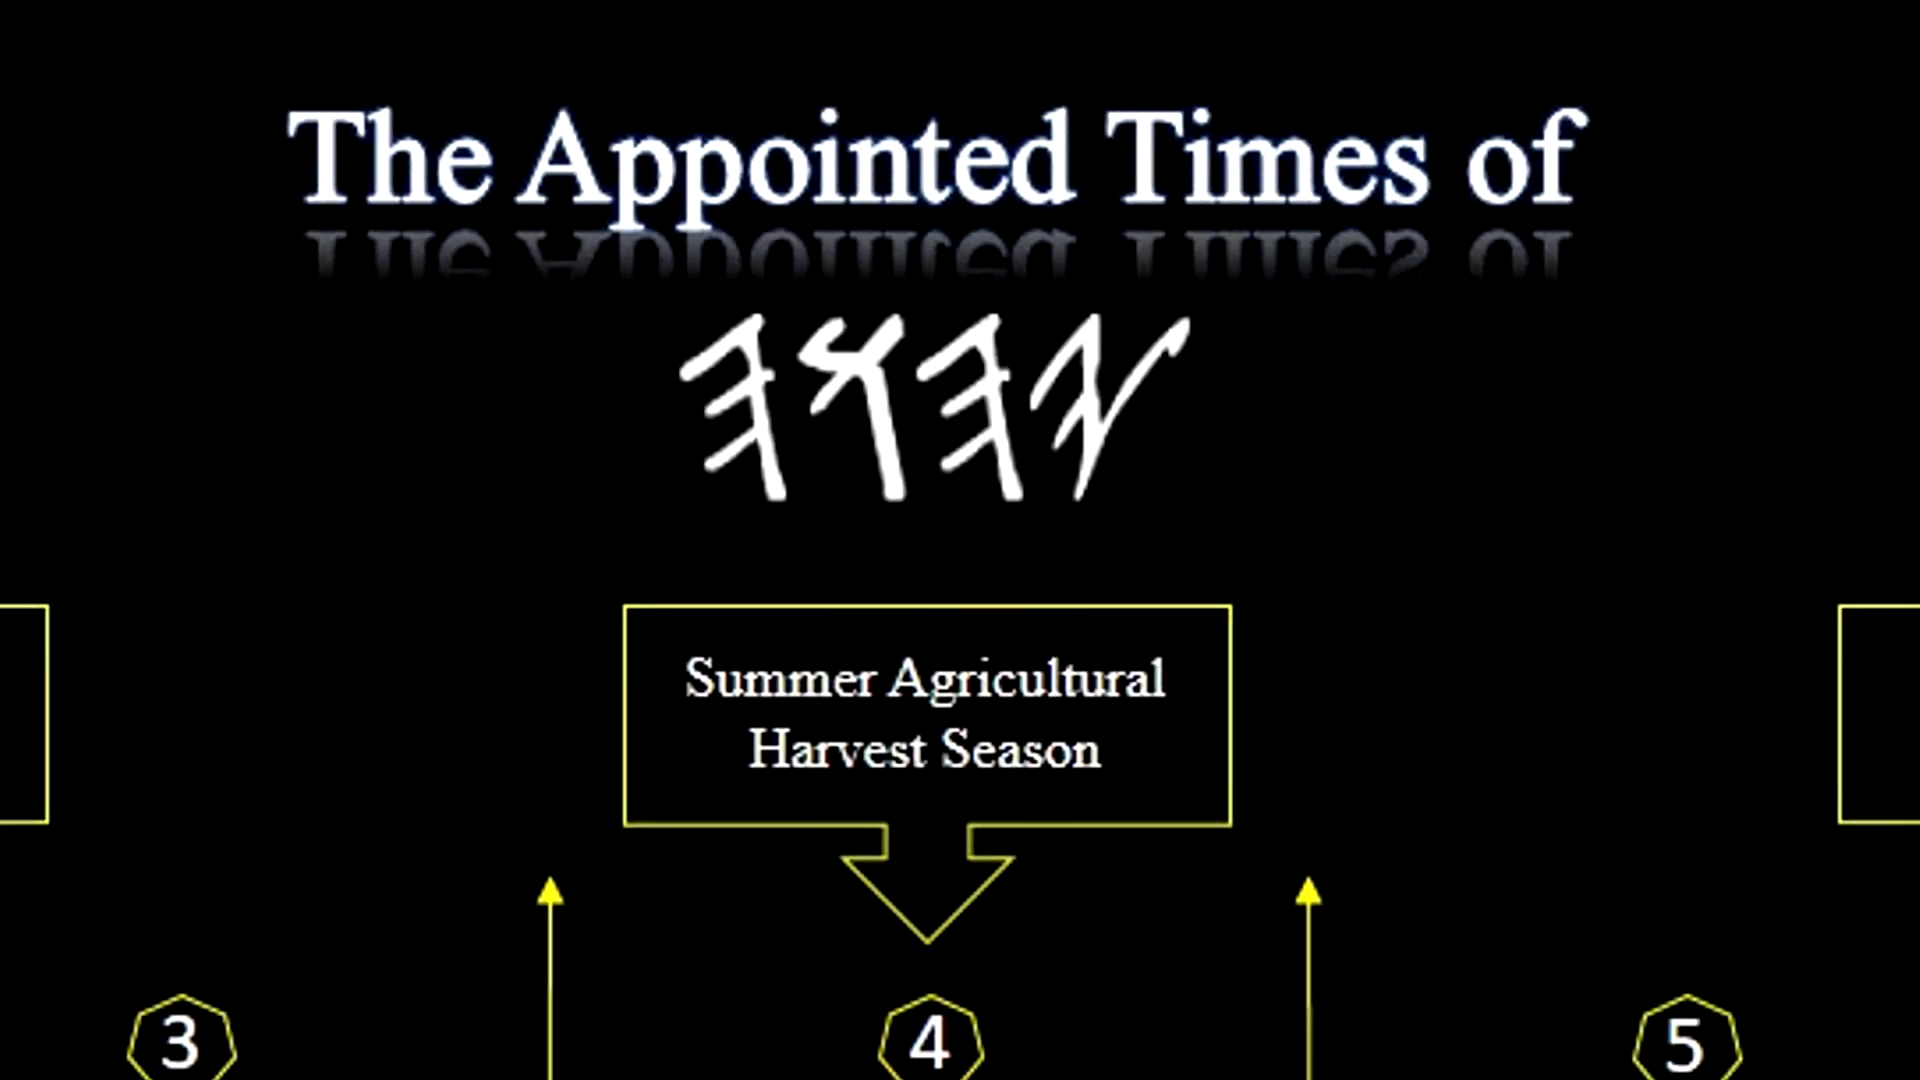 The Appointed Times of
𐤉𐤄𐤅𐤄
Summer Agricultural
Harvest Season
3
4
5